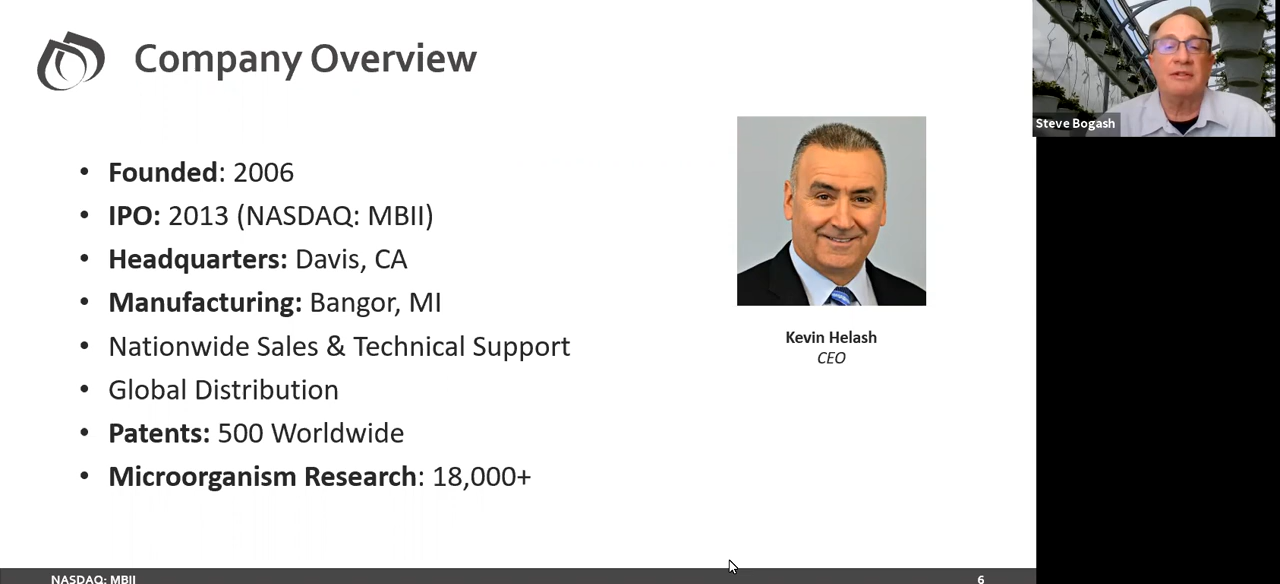 Company Overview
• Founded: 2006
• IPO: 2013 (NASDAQ: MBII)
• Headquarters: Davis, CA
• Manufacturing: Bangor, MI
• Nationwide Sales & Technical Support
• Global Distribution
• Patents: 500 Worldwide
• Microorganism Research: 18,000+
Kevin Helash
CEO
Steve Bogash
NASDAQ: MBII
6